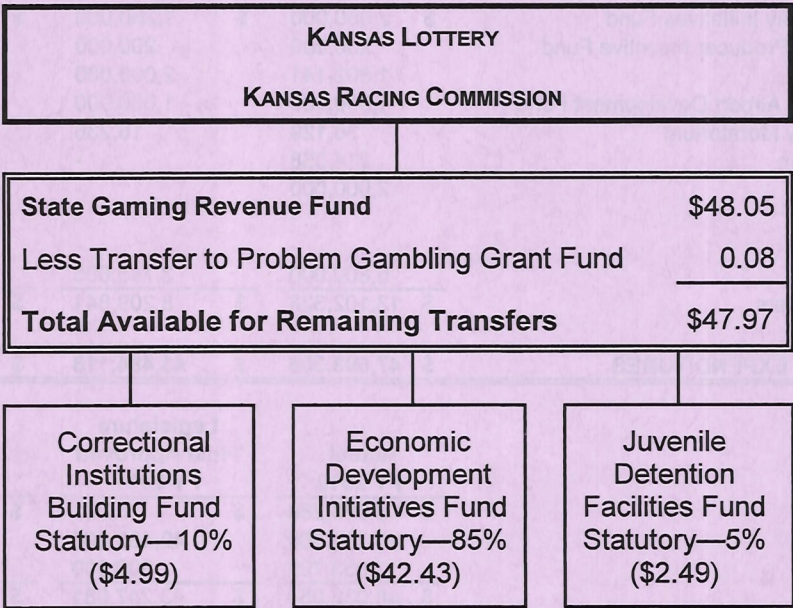 KANSAS LOTTERY
KANSAS RACING COMMISSION
State Gaming Revenue Fund $48.05
Less Transfer to Problem Gambling Grant Fund 0.08
Total Available for Remaining Transfers $47.97
Correctional
Institutions
Building Fund
Statutory—10%
($4.99)
Economic
Development
Initiatives Fund
Statutory—85%
($42.43)
Juvenile
Detention
Facilities Fund
Statutory—5%
($2.49)